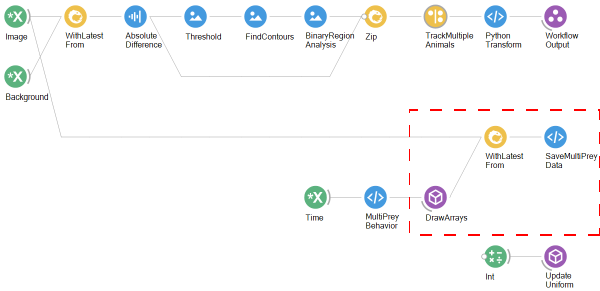 Image
WithLatest
From
Absolute
Difference
Threshold
FindContours
BinaryRegion
Analysis
Zip
TrackMultiple
Animals
Python
Transform
Workflow
Output
Background
WithLatest
From
SaveMultiPrey
Data
Time
MultiPrey
Behavior
DrawArrays
Int
Update
Uniform